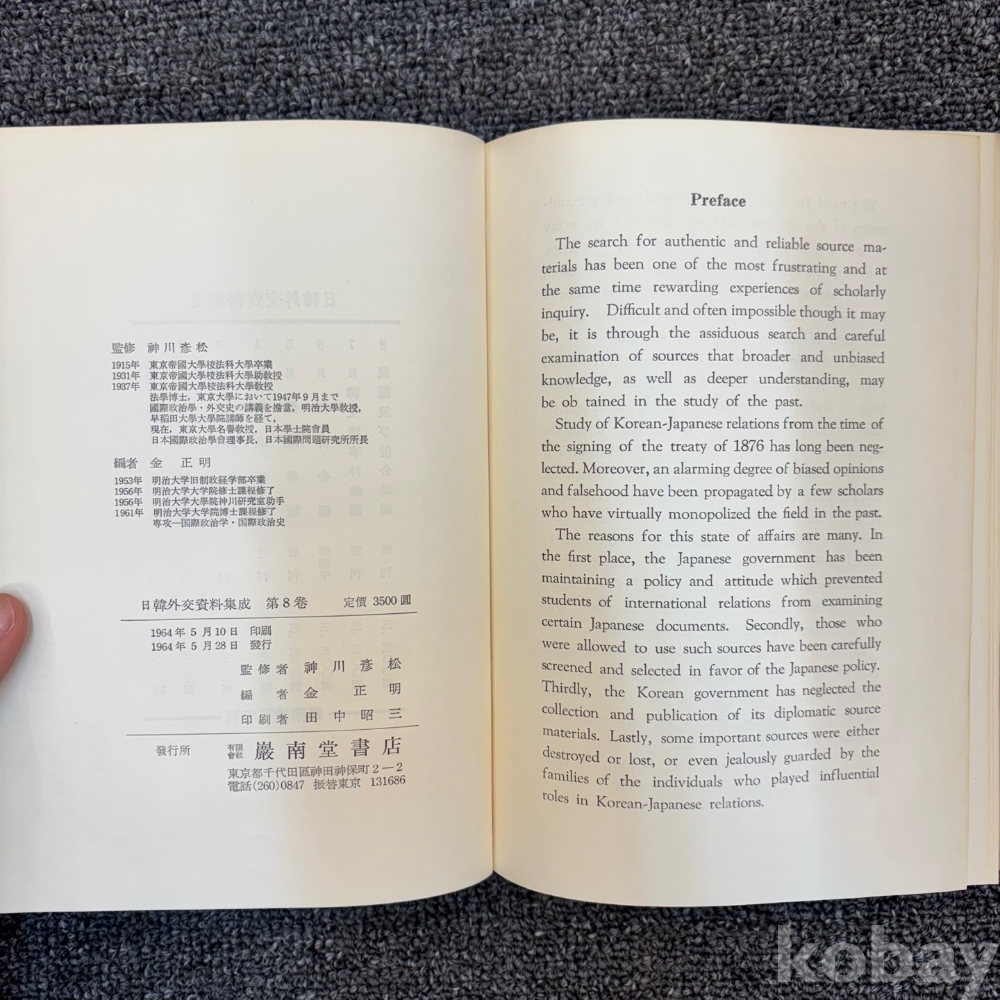 監修 神川彥松
1915年 東京帝國大學校法科大學卒業
1931年 東京帝國大學校法科大學助敎授
1937年 東京帝國大學校法科大學敎授
法學博士，東京大學において1947年9月まで
國際政治學・外交史の講義を擔當，明治大學敎授，
早稻田大學大學院講師を經て，
現在，東京大學名譽敎授，日本學士院會員
日本國際政治學會理事長，日本國際問題硏究所所長
編者 金正明
1953年 明治大学旧制政経学部卒業
1956年 明治大学大学院修士課程修了
1956年 明治大学大學院神川研究室助手
1961年 明治大学大学院博士課程修了
専攻—国際政治学・国際政治史
日韓外交資料集成 第8卷 定價 3500圓
1964年5月10日 印刷
1964年5月28日 發行
監修者 神川彥松
編者 金正明
印刷者 田中昭三
發行所 有限會社 巖南堂書店
東京都千代田區神田神保町2－2
電話(260)0847 振替東京 131686
Preface
The search for authentic and reliable source ma-
terials has been one of the most frustrating and at
the same time rewarding experiences of scholarly
inquiry. Difficult and often impossible though it may
be, it is through the assiduous search and careful
examination of sources that broader and unbiased
knowledge, as well as deeper understanding, may
be ob tained in the study of the past.
Study of Korean-Japanese relations from the time of
the signing of the treaty of 1876 has long been neg-
lected. Moreover, an alarming degree of biased opinions
and falsehood have been propagated by a few scholars
who have virtually monopolized the field in the past.
The reasons for this state of affairs are many. In
the first place, the Japanese government has been
maintaining a policy and attitude which prevented
students of international relations from examining
certain Japanese documents. Secondly, those who
were allowed to use such sources have been carefully
screened and selected in favor of the Japanese policy.
Thirdly, the Korean government has neglected the
collection and publication of its diplomatic source
materials. Lastly, some important sources were either
destroyed or lost, or even jealously guarded by the
families of the individuals who played influential
roles in Korean-Japanese relations.
kobay